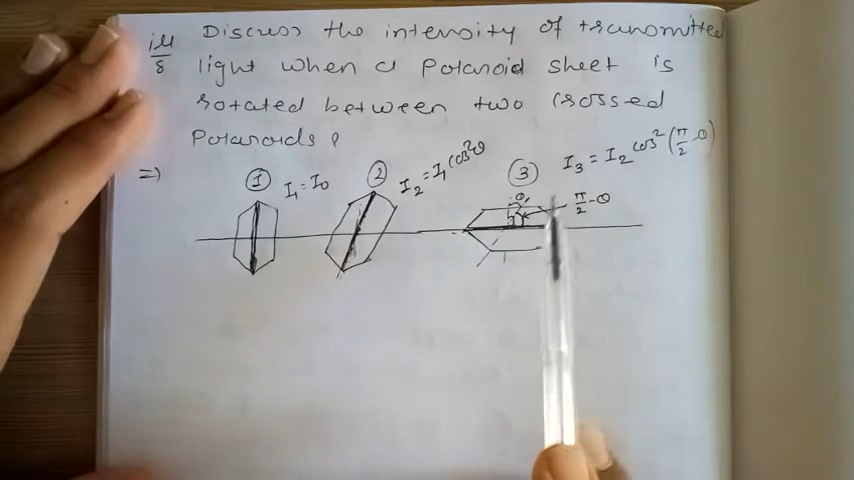 iU/8 Discuss the intensity of transmitted
light when a Polaroid sheet is
rotated between two crossed
Polaroids ?
⇒ ① I₁ = I₀ ② I₂ = I₁ cos²θ ③ I₃ = I₂ cos² (π/2 - θ)
θ
π/2 - θ